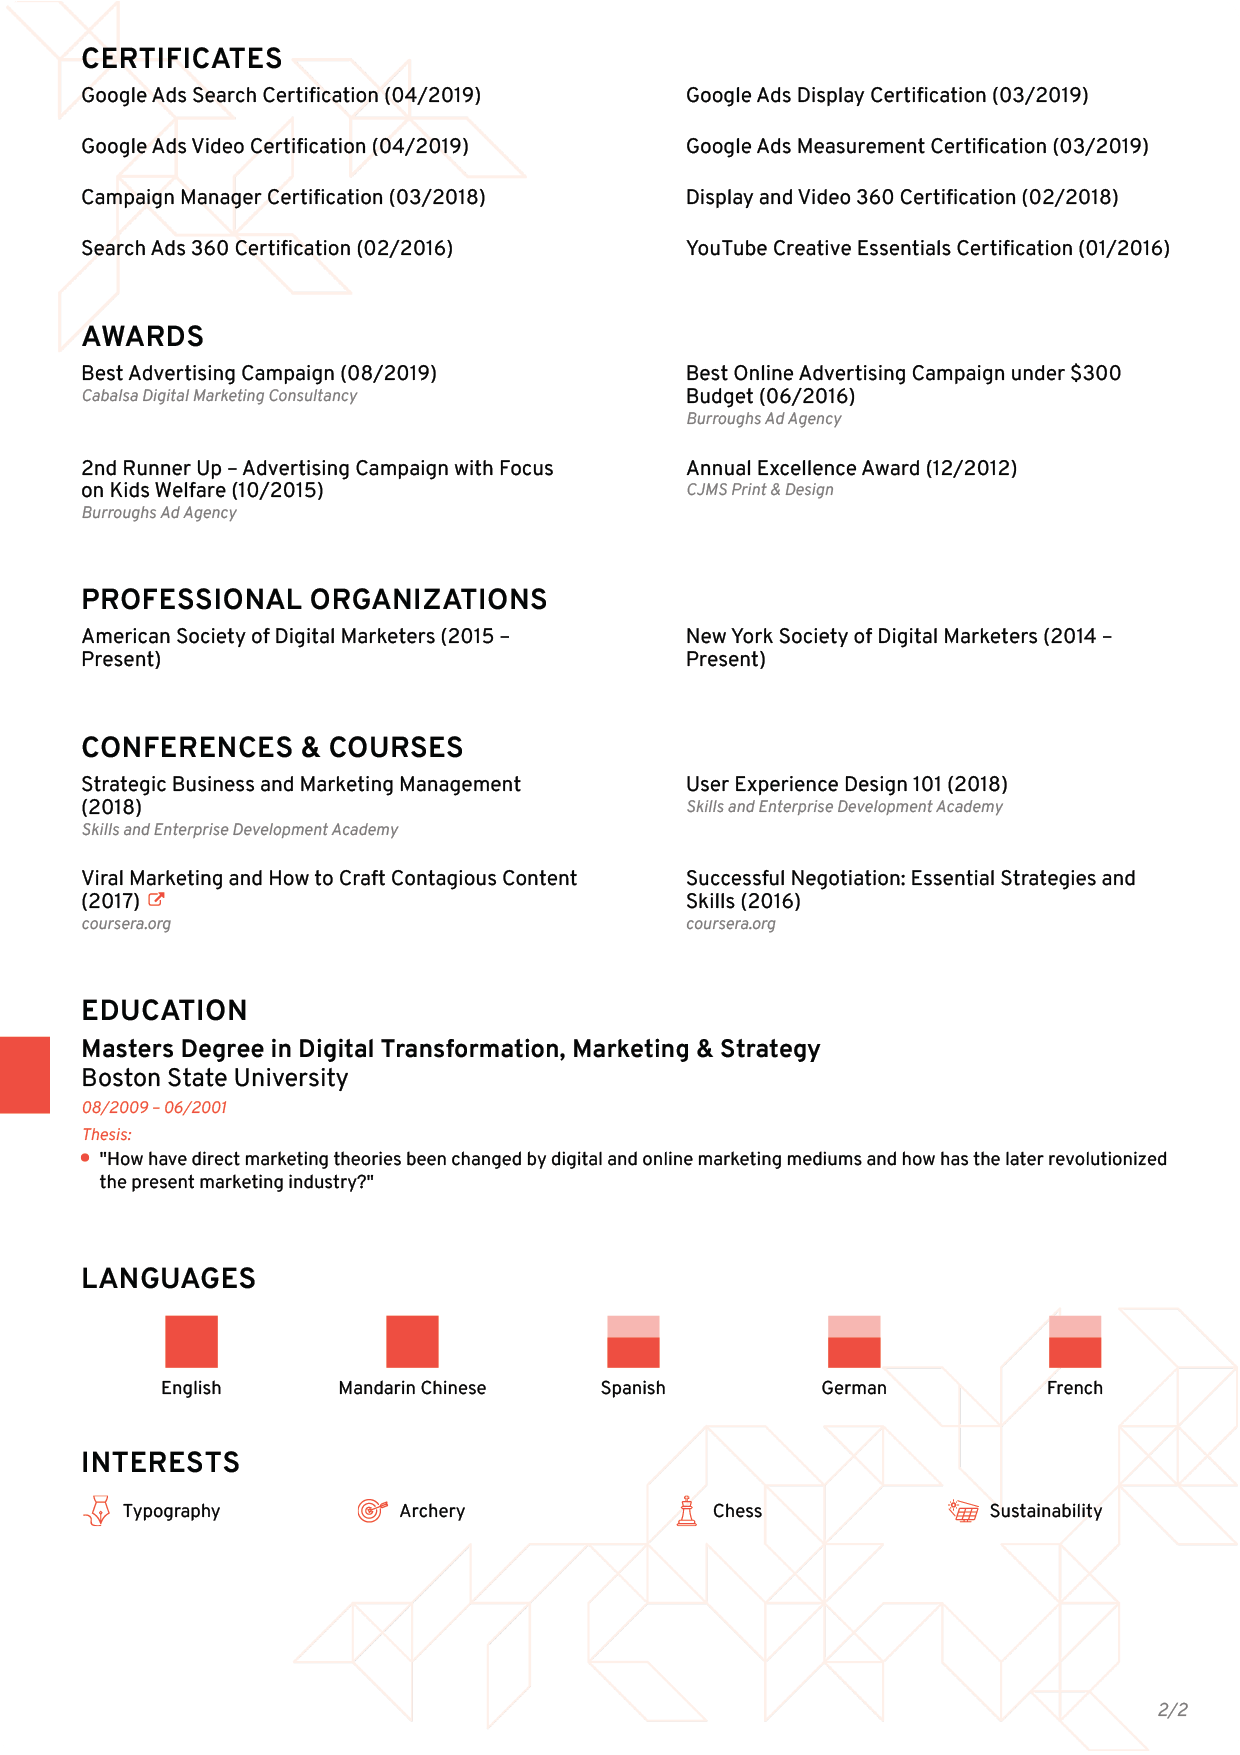 CERTIFICATES
Google Ads Search Certification (04/2019)
Google Ads Display Certification (03/2019)
Google Ads Video Certification (04/2019)
Google Ads Measurement Certification (03/2019)
Campaign Manager Certification (03/2018)
Display and Video 360 Certification (02/2018)
Search Ads 360 Certification (02/2016)
YouTube Creative Essentials Certification (01/2016)
AWARDS
Best Advertising Campaign (08/2019)
Cabalsa Digital Marketing Consultancy
Best Online Advertising Campaign under $300
Budget (06/2016)
Burroughs Ad Agency
2nd Runner Up – Advertising Campaign with Focus
on Kids Welfare (10/2015)
Burroughs Ad Agency
Annual Excellence Award (12/2012)
CJMS Print & Design
PROFESSIONAL ORGANIZATIONS
American Society of Digital Marketers (2015 –
Present)
New York Society of Digital Marketers (2014 –
Present)
CONFERENCES & COURSES
Strategic Business and Marketing Management
(2018)
Skills and Enterprise Development Academy
User Experience Design 101 (2018)
Skills and Enterprise Development Academy
Viral Marketing and How to Craft Contagious Content
(2017)
coursera.org
Successful Negotiation: Essential Strategies and
Skills (2016)
coursera.org
EDUCATION
Masters Degree in Digital Transformation, Marketing & Strategy
Boston State University
08/2009 – 06/2001
Thesis:
"How have direct marketing theories been changed by digital and online marketing mediums and how has the later revolutionized
the present marketing industry?"
LANGUAGES
English
Mandarin Chinese
Spanish
German
French
INTERESTS
Typography
Archery
Chess
Sustainability
2/2